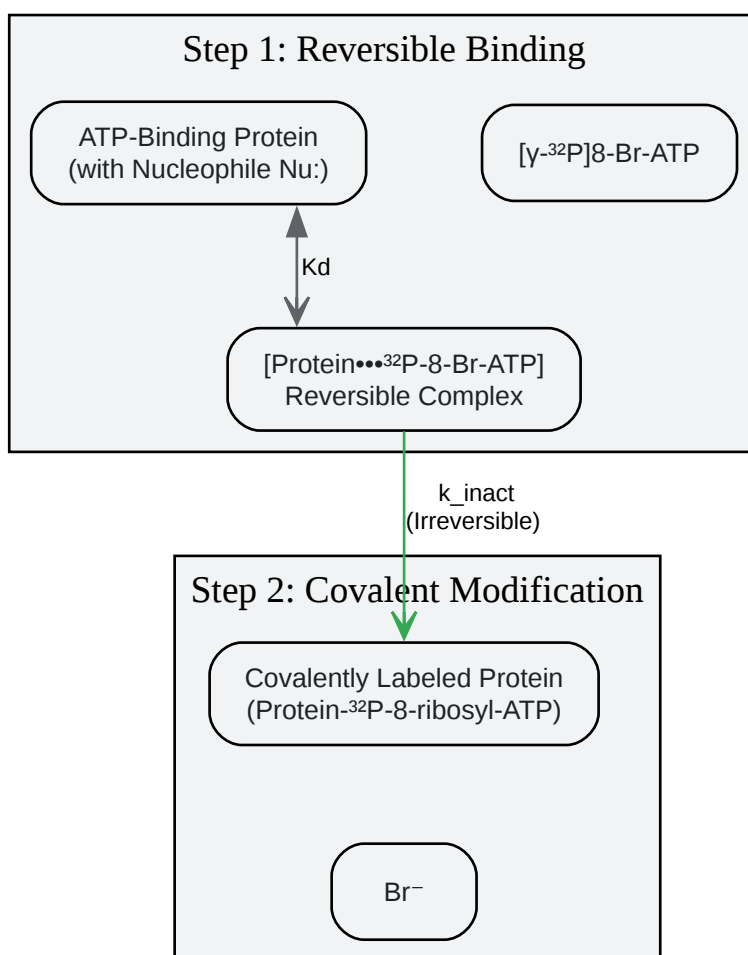 Step 1: Reversible Binding
ATP-Binding Protein
(with Nucleophile Nu:)
[γ-³²P]8-Br-ATP
Kd
[Protein•••³²P-8-Br-ATP]
Reversible Complex
k_inact
(Irreversible)
Step 2: Covalent Modification
Covalently Labeled Protein
(Protein-³²P-8-ribosyl-ATP)
Br⁻